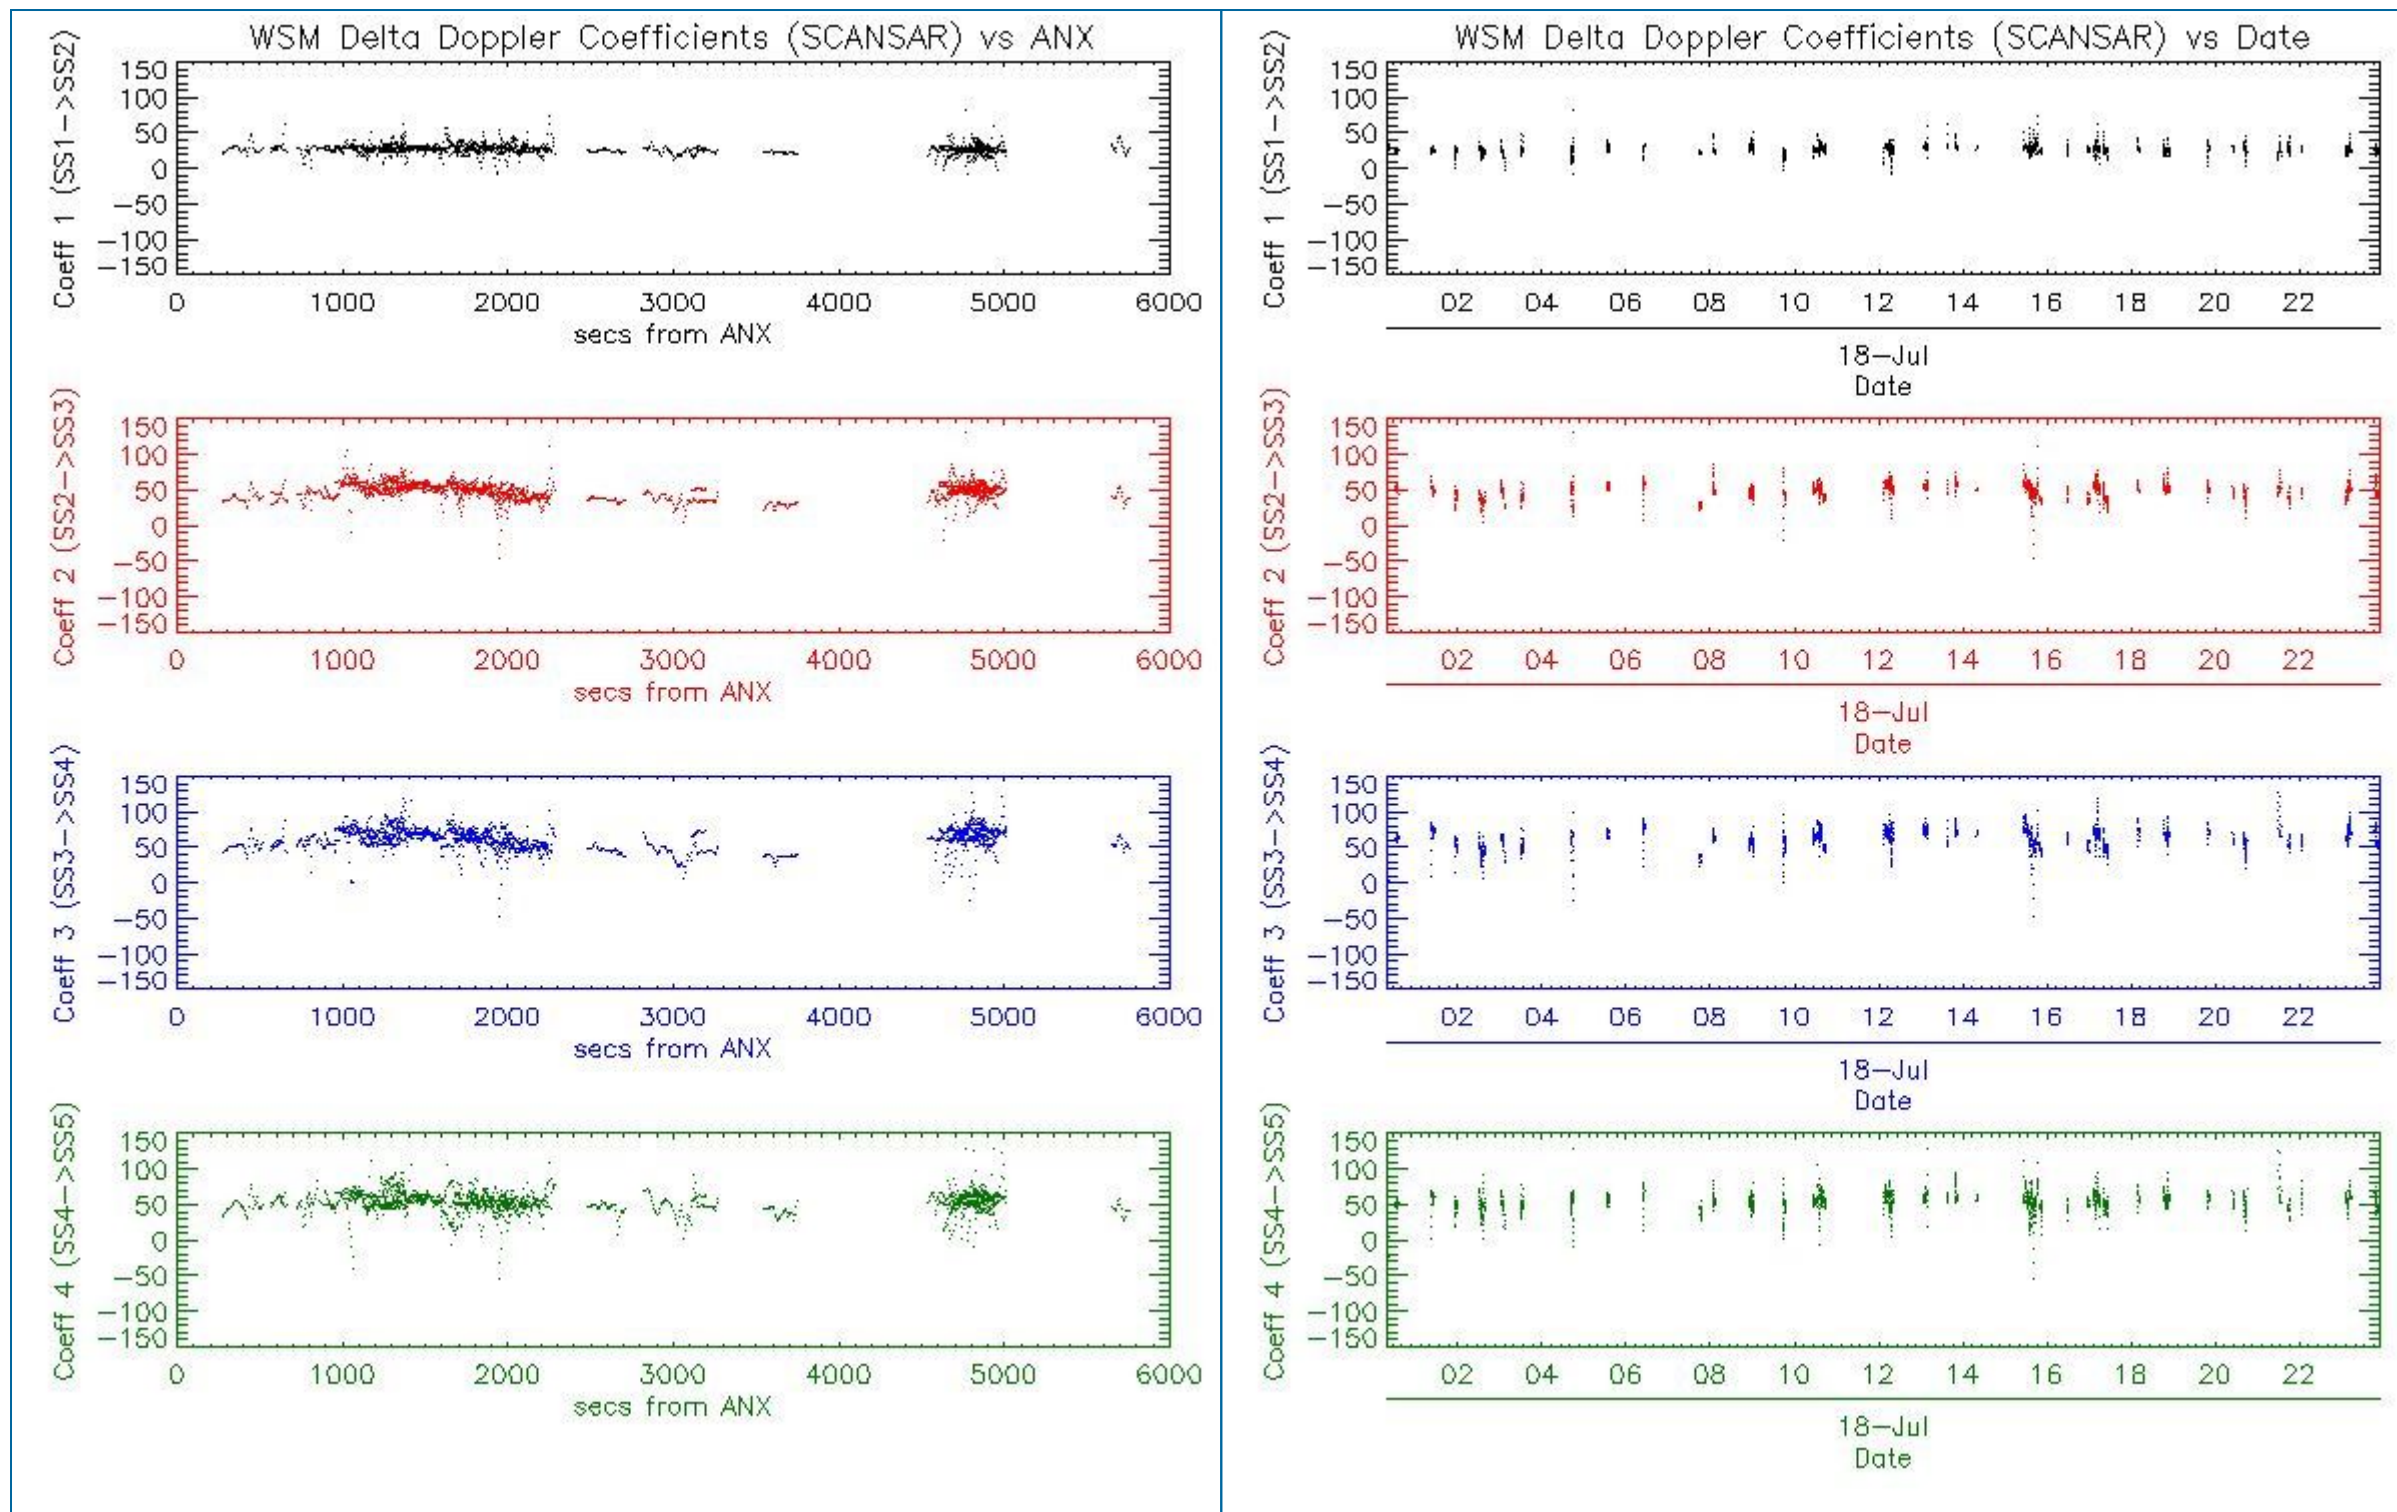 WSM Delta Doppler Coefficients (SCANSAR) vs ANX
Coeff 1 (SS1->SS2)
150
100
50
0
-50
-100
-150
0 1000 2000 3000 4000 5000 6000
secs from ANX
Coeff 2 (SS2->SS3)
150
100
50
0
-50
-100
-150
0 1000 2000 3000 4000 5000 6000
secs from ANX
Coeff 3 (SS3->SS4)
150
100
50
0
-50
-100
-150
0 1000 2000 3000 4000 5000 6000
secs from ANX
Coeff 4 (SS4->SS5)
150
100
50
0
-50
-100
-150
0 1000 2000 3000 4000 5000 6000
secs from ANX
WSM Delta Doppler Coefficients (SCANSAR) vs Date
Coeff 1 (SS1->SS2)
150
100
50
0
-50
-100
-150
02 04 06 08 10 12 14 16 18 20 22
18-Jul
Date
Coeff 2 (SS2->SS3)
150
100
50
0
-50
-100
-150
02 04 06 08 10 12 14 16 18 20 22
18-Jul
Date
Coeff 3 (SS3->SS4)
150
100
50
0
-50
-100
-150
02 04 06 08 10 12 14 16 18 20 22
18-Jul
Date
Coeff 4 (SS4->SS5)
150
100
50
0
-50
-100
-150
02 04 06 08 10 12 14 16 18 20 22
18-Jul
Date